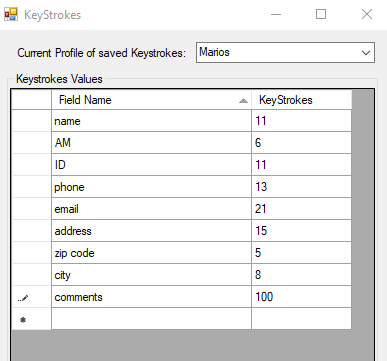 KeyStrokes
Current Profile of saved Keystrokes: Marios
Keystrokes Values
Field Name KeyStrokes
name 11
AM 6
ID 11
phone 13
email 21
address 15
zip code 5
city 8
comments 100